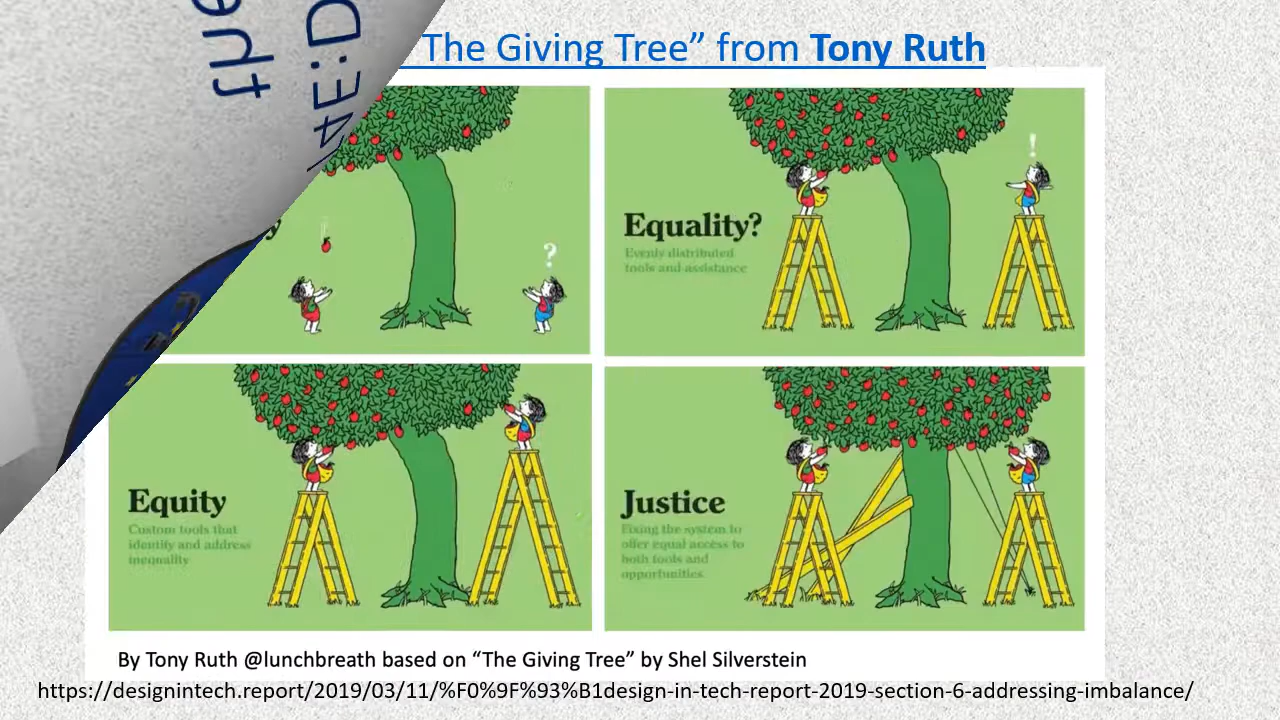 The Giving Tree” from Tony Ruth
?
!
Equality?
Evenly distributed
tools and assistance
Equity
Custom tools that
identify and address
inequality
Justice
Fixing the system to
offer equal access to
both tools and
opportunities.
By Tony Ruth @lunchbreath based on “The Giving Tree” by Shel Silverstein
https://designintech.report/2019/03/11/%F0%9F%93%B1design-in-tech-report-2019-section-6-addressing-imbalance/